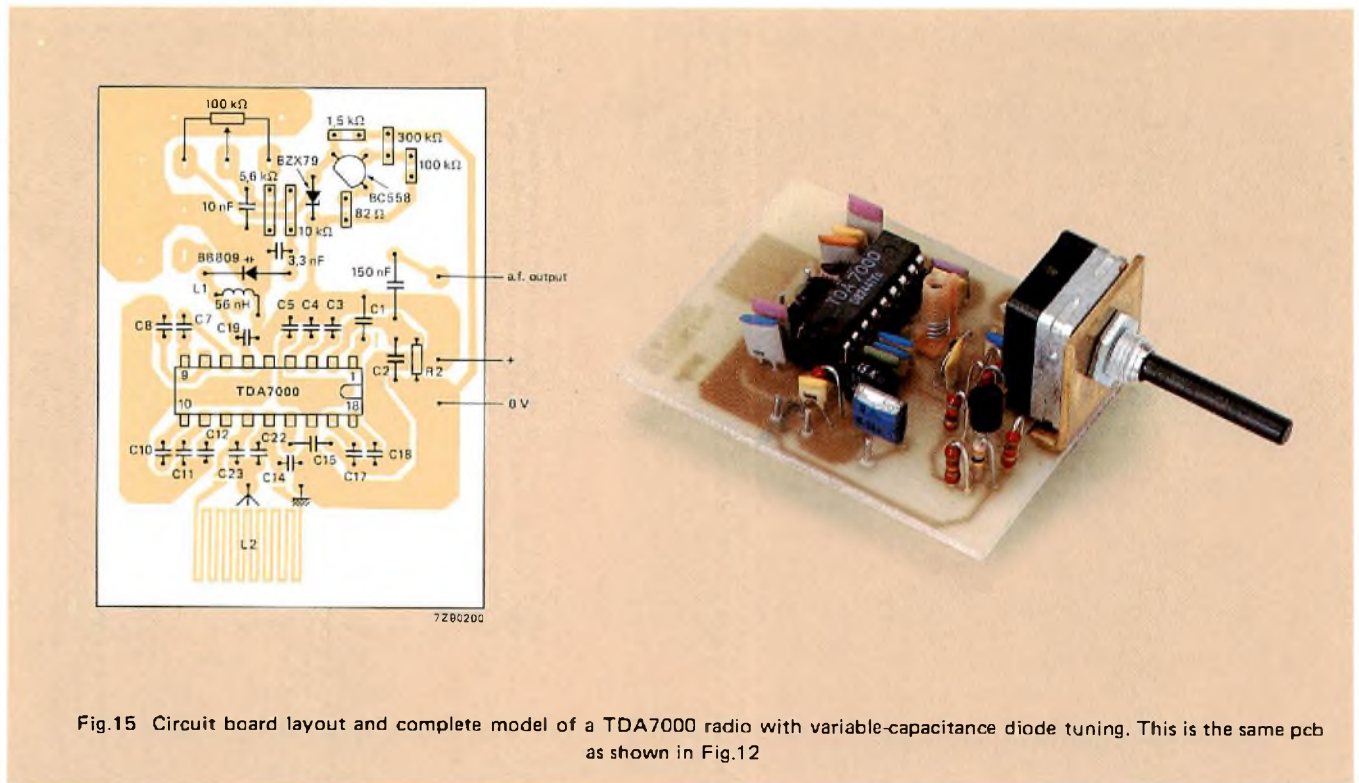 100 kΩ
1,5 kΩ
300 kΩ
BZX79
100 kΩ
5,6 kΩ
BC558
10 nF
82 Ω
10 kΩ
BB809 +
3,3 nF
150 nF
a.f. output
L1
56 nH
C5 C4 C3
C1
C8
C7
C19
C2
R2
+
9
1
TDA7000
10
18
0 V
C12
C22
C10
C15
C18
C11
C23
C14
C17
L2
7Z90200
TDA7000
Fig.15 Circuit board layout and complete model of a TDA7000 radio with variable-capacitance diode tuning. This is the same pcb
as shown in Fig.12